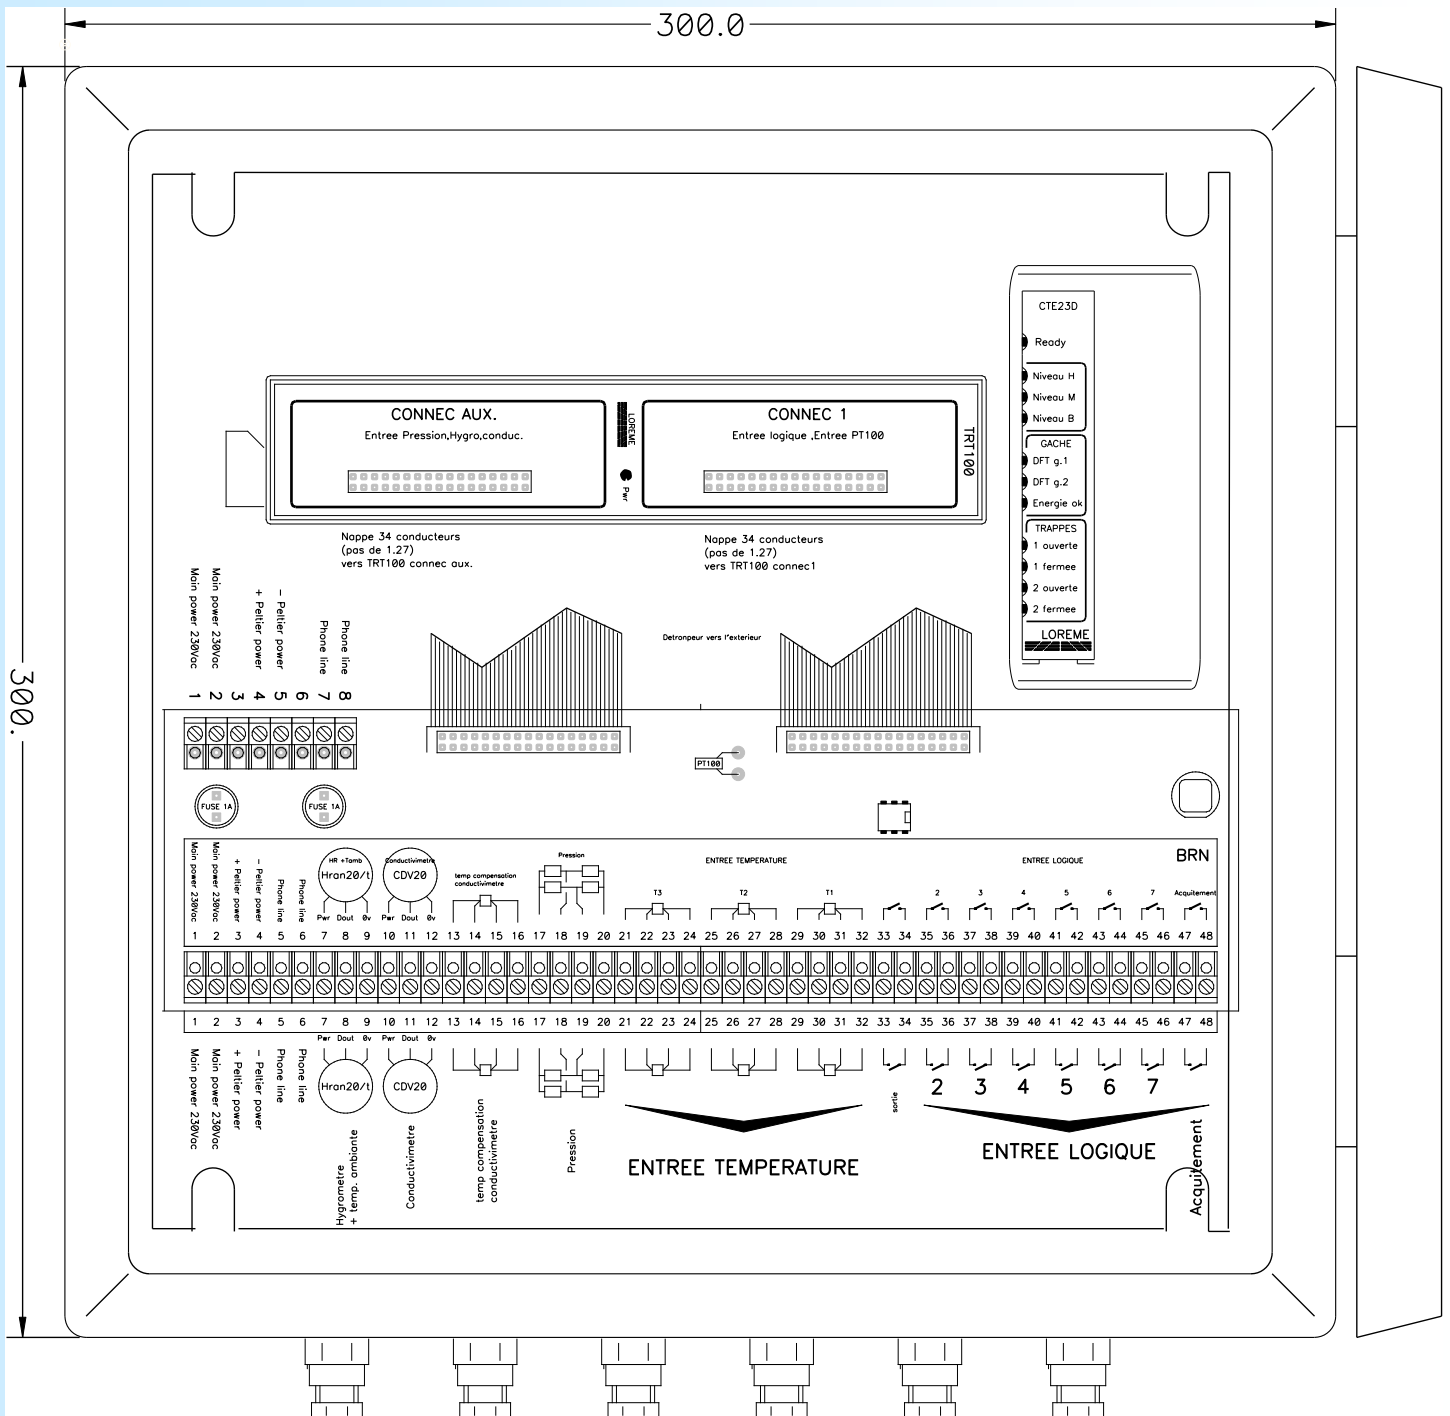 300.0
300.
CTE23D
Ready
Niveau H
Niveau M
Niveau B
GACHE
DFT g.1
DFT g.2
Energie ok
TRAPPES
1 ouverte
1 fermee
2 ouverte
2 fermee
LOREME
CONNEC AUX.
Entree Pression,Hygro,conduc.
LOREME
Pwr
CONNEC 1
Entree logique ,Entree PT100
TRT100
Nappe 34 conducteurs
(pas de 1.27)
vers TRT100 connec aux.
Nappe 34 conducteurs
(pas de 1.27)
vers TRT100 connec1
Detronpeur vers l'exterieur
Main power 230Vac
Main power 230Vac
+ Peltier power
- Peltier power
Phone line
Phone line
1 2 3 4 5 6 7 8
PT100
FUSE 1A
FUSE 1A
BRN
Main power 230Vac
Main power 230Vac
+ Peltier power
- Peltier power
Phone line
Phone line
HR +Tamb
Hran20/t
Pwr Dout 0v
Conductivimetre
CDV20
Pwr Dout 0v
temp compensation
conductivimetre
Pression
ENTREE TEMPERATURE
T3 T2 T1
ENTREE LOGIQUE
2 3 4 5 6 7 Acquitement
1 2 3 4 5 6 7 8 9 10 11 12 13 14 15 16 17 18 19 20 21 22 23 24 25 26 27 28 29 30 31 32 33 34 35 36 37 38 39 40 41 42 43 44 45 46 47 48
1 2 3 4 5 6 7 8 9 10 11 12 13 14 15 16 17 18 19 20 21 22 23 24 25 26 27 28 29 30 31 32 33 34 35 36 37 38 39 40 41 42 43 44 45 46 47 48
Pwr Dout 0v Pwr Dout 0v
Main power 230Vac
Main power 230Vac
+ Peltier power
- Peltier power
Phone line
Phone line
Hran20/t
CDV20
Hygrometre
+ temp. ambiante
Conductivimetre
temp compensation
conductivimetre
Pression
ENTREE TEMPERATURE
sortie
2 3 4 5 6 7
ENTREE LOGIQUE
Acquitement